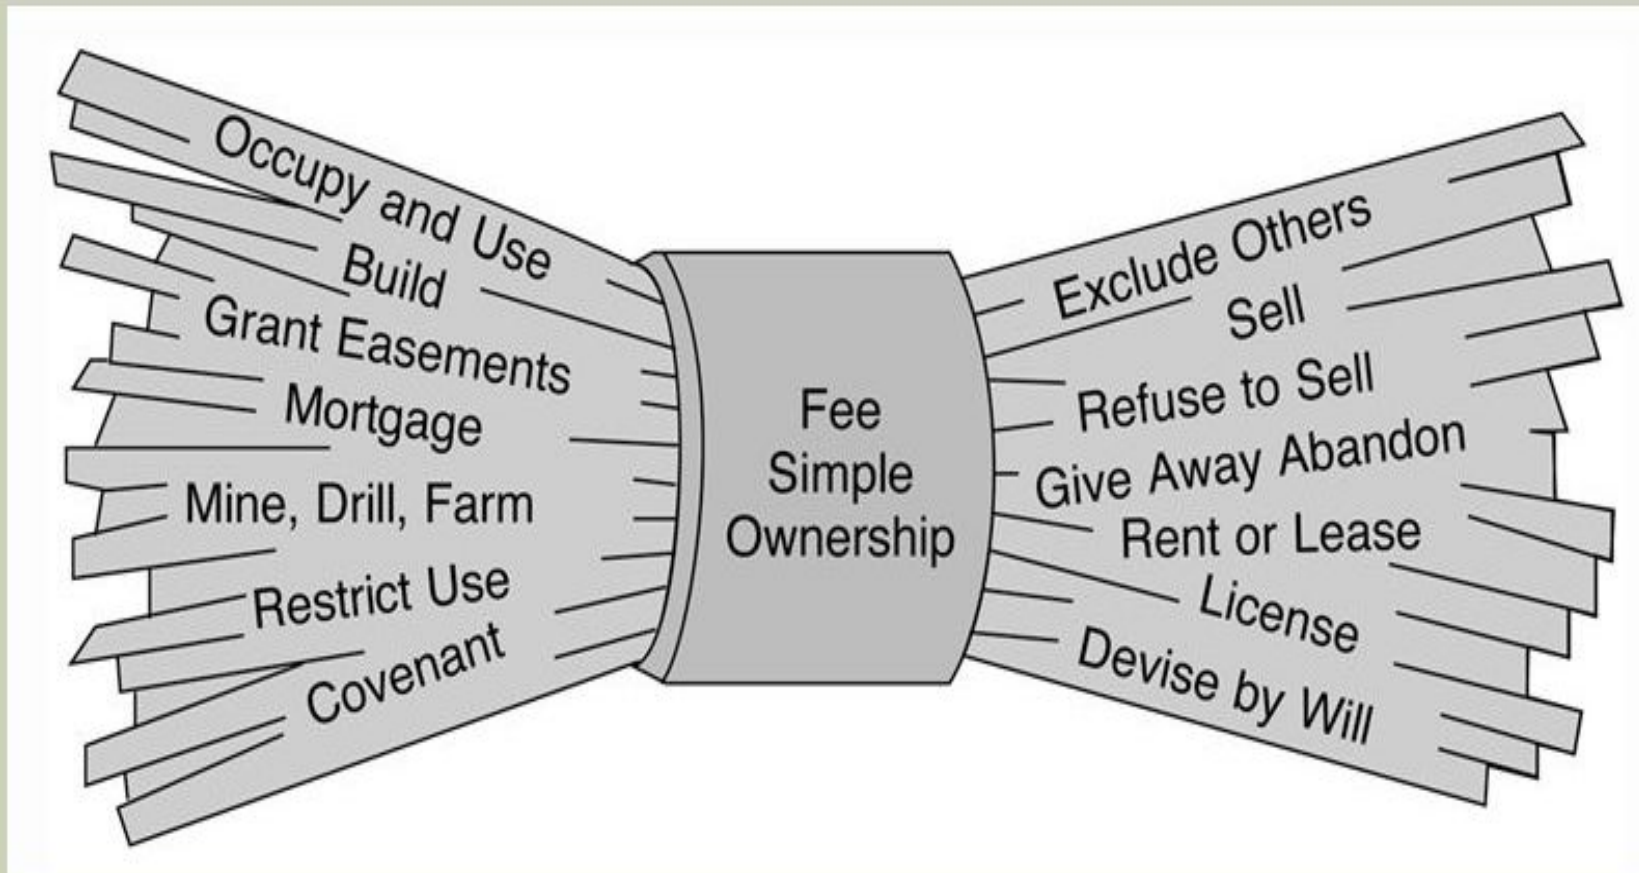 Occupy and Use
Build
Grant Easements
Mortgage
Mine, Drill, Farm
Restrict Use
Covenant
Fee
Simple
Ownership
Exclude Others
Sell
Refuse to Sell
Give Away Abandon
Rent or Lease
License
Devise by Will